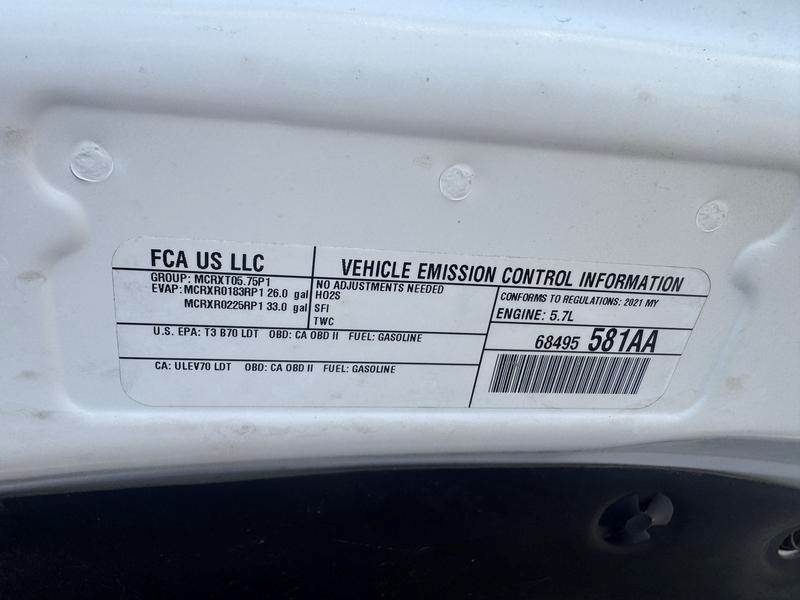 FCA US LLC
VEHICLE EMISSION CONTROL INFORMATION
GROUP: MCRXT05.75P1
EVAP: MCRXR0183RP1 26.0 gal
MCRXR0225RP1 33.0 gal
NO ADJUSTMENTS NEEDED
HO2S
SFI
TWC
CONFORMS TO REGULATIONS: 2021 MY
ENGINE: 5.7L
U.S. EPA: T3 B70 LDT OBD: CA OBD II FUEL: GASOLINE
68495 581AA
CA: ULEV70 LDT OBD: CA OBD II FUEL: GASOLINE